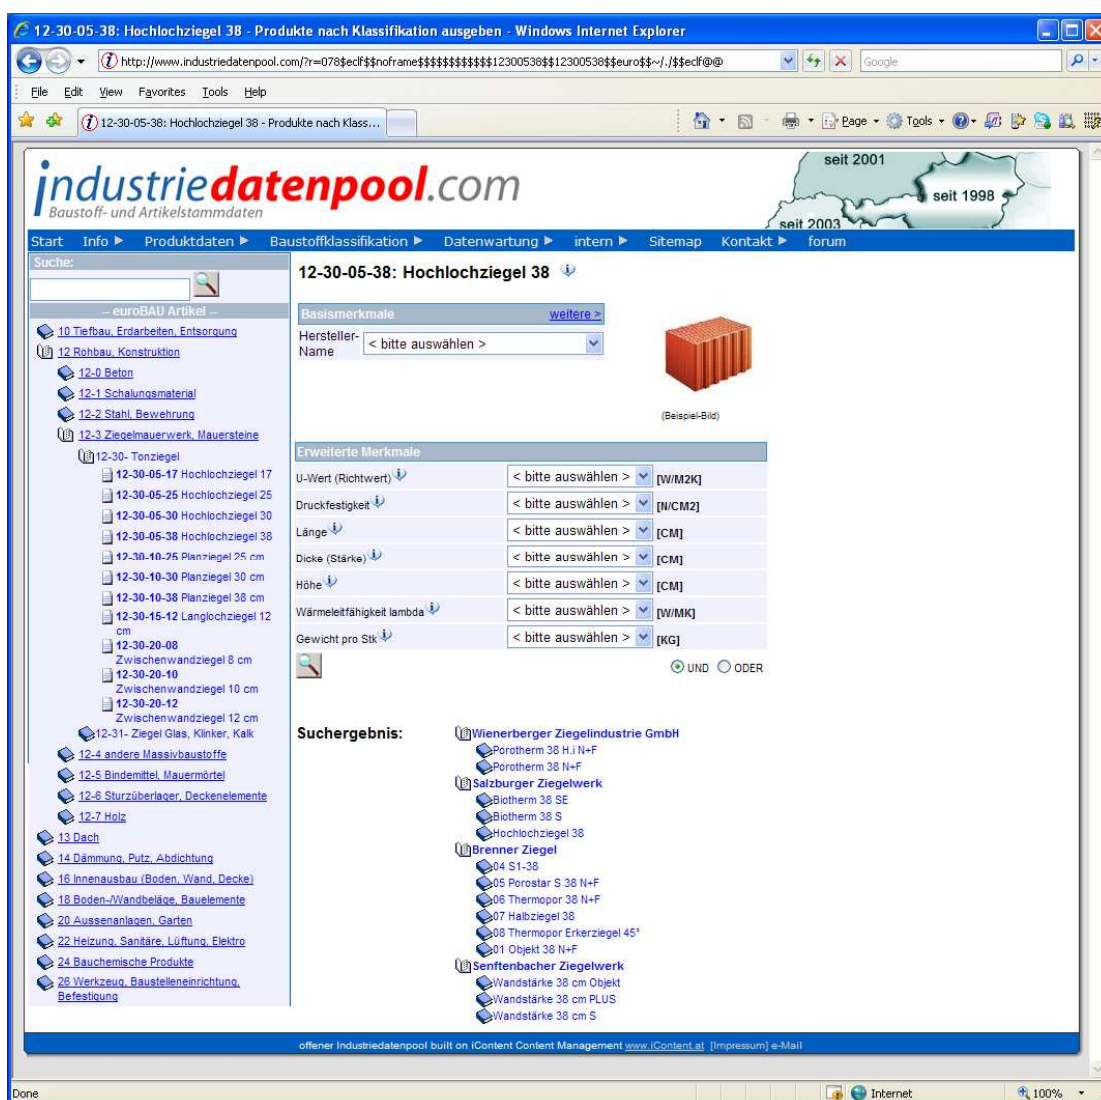 12-30-05-38: Hochlochziegel 38 - Produkte nach Klassifikation ausgeben - Windows Internet Explorer
http://www.industriedatenpool.com/?r=078$eclf$$noframe$$$$$$$$$$$$12300538$$12300538$$euro$$~/./$$eclf@@
Google
File Edit View Favorites Tools Help
12-30-05-38: Hochlochziegel 38 - Produkte nach Klass...
Page Tools
industriedatenpool.com
Baustoff- und Artikelstammdaten
seit 2001
seit 1998
seit 2003
Start Info Produktdaten Baustoffklassifikation Datenwartung intern Sitemap Kontakt forum
Suche:
-- euroBAU Artikel --
10 Tiefbau, Erdarbeiten, Entsorgung
12 Rohbau, Konstruktion
12-0 Beton
12-1 Schalungsmaterial
12-2 Stahl, Bewehrung
12-3 Ziegelmauerwerk, Mauersteine
12-30- Tonziegel
12-30-05-17 Hochlochziegel 17
12-30-05-25 Hochlochziegel 25
12-30-05-30 Hochlochziegel 30
12-30-05-38 Hochlochziegel 38
12-30-10-25 Planziegel 25 cm
12-30-10-30 Planziegel 30 cm
12-30-10-38 Planziegel 38 cm
12-30-15-12 Langlochziegel 12
cm
12-30-20-08
Zwischenwandziegel 8 cm
12-30-20-10
Zwischenwandziegel 10 cm
12-30-20-12
Zwischenwandziegel 12 cm
12-31- Ziegel Glas, Klinker, Kalk
12-4 andere Massivbaustoffe
12-5 Bindemittel, Mauermörtel
12-6 Sturzüberlager, Deckenelemente
12-7 Holz
13 Dach
14 Dämmung, Putz, Abdichtung
16 Innenausbau (Boden, Wand, Decke)
18 Boden-/Wandbeläge, Bauelemente
20 Aussenanlagen, Garten
22 Heizung, Sanitäre, Lüftung, Elektro
24 Bauchemische Produkte
26 Werkzeug, Baustelleneinrichtung,
Befestigung
12-30-05-38: Hochlochziegel 38
Basismerkmale weitere >
Hersteller-
Name < bitte auswählen >
(Beispiel-Bild)
Erweiterte Merkmale
U-Wert (Richtwert) < bitte auswählen > [W/M2K]
Druckfestigkeit < bitte auswählen > [N/CM2]
Länge < bitte auswählen > [CM]
Dicke (Stärke) < bitte auswählen > [CM]
Höhe < bitte auswählen > [CM]
Wärmeleitfähigkeit lambda < bitte auswählen > [W/MK]
Gewicht pro Stk < bitte auswählen > [KG]
UND ODER
Suchergebnis:
Wienerberger Ziegelindustrie GmbH
Porotherm 38 H.i N+F
Porotherm 38 N+F
Salzburger Ziegelwerk
Biotherm 38 SE
Biotherm 38 S
Hochlochziegel 38
Brenner Ziegel
04 S1-38
05 Porostar S 38 N+F
06 Thermopor 38 N+F
07 Halbziegel 38
08 Thermopor Erkerziegel 45°
01 Objekt 38 N+F
Senftenbacher Ziegelwerk
Wandstärke 38 cm Objekt
Wandstärke 38 cm PLUS
Wandstärke 38 cm S
offener Industriedatenpool built on iContent Content Management www.iContent.at [Impressum] e-Mail
Done Internet 100%